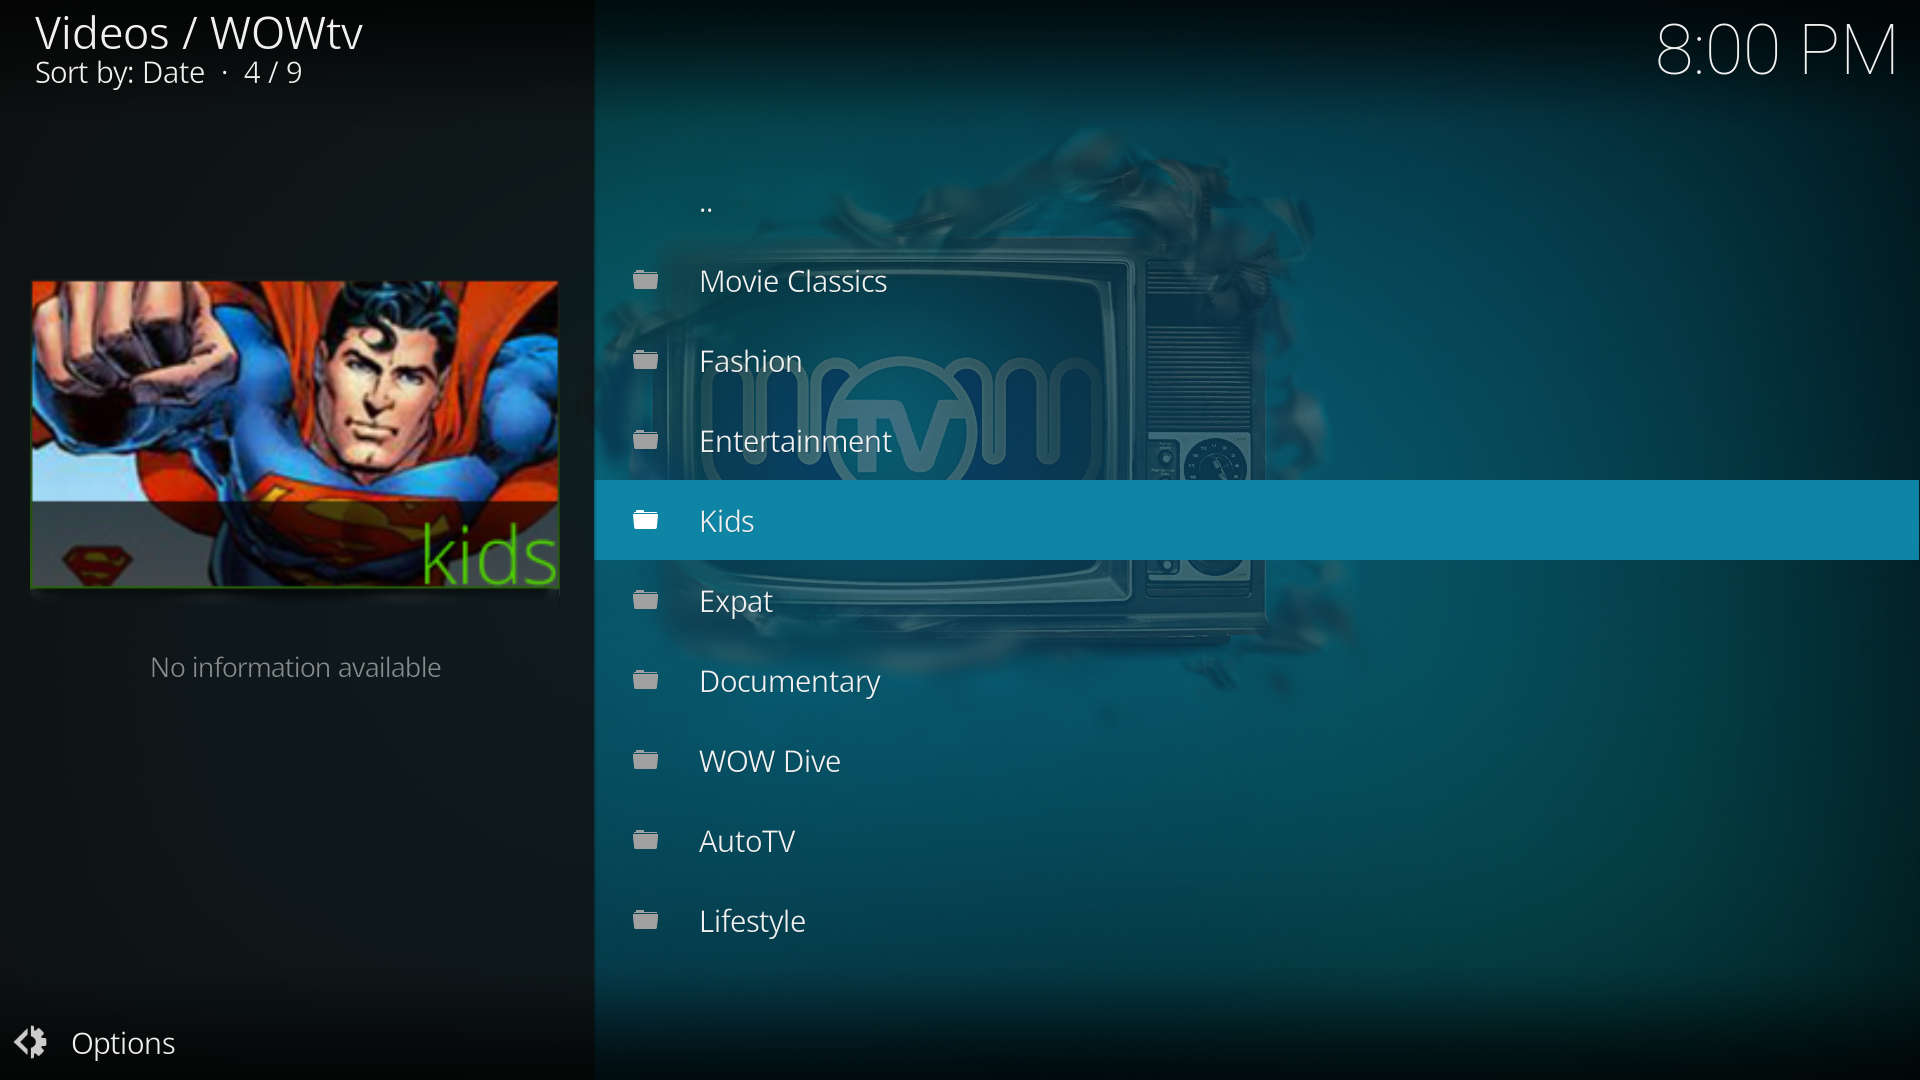 Videos / WOWtv
Sort by: Date · 4 / 9
8:00 PM
..
Movie Classics
Fashion
Entertainment
Kids
Expat
Documentary
WOW Dive
AutoTV
Lifestyle
TV
kids
No information available
Options